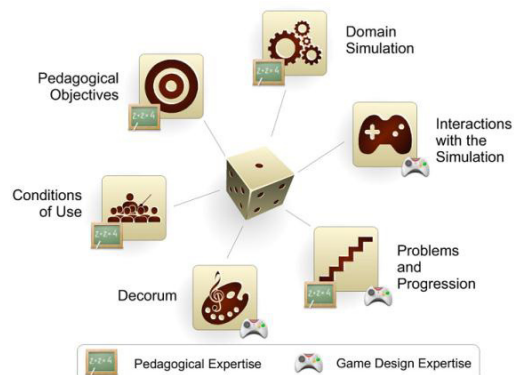 Domain
Simulation
Pedagogical
Objectives
Interactions
with the
Simulation
Conditions
of Use
Problems
and
Progression
Decorum
Pedagogical Expertise
Game Design Expertise